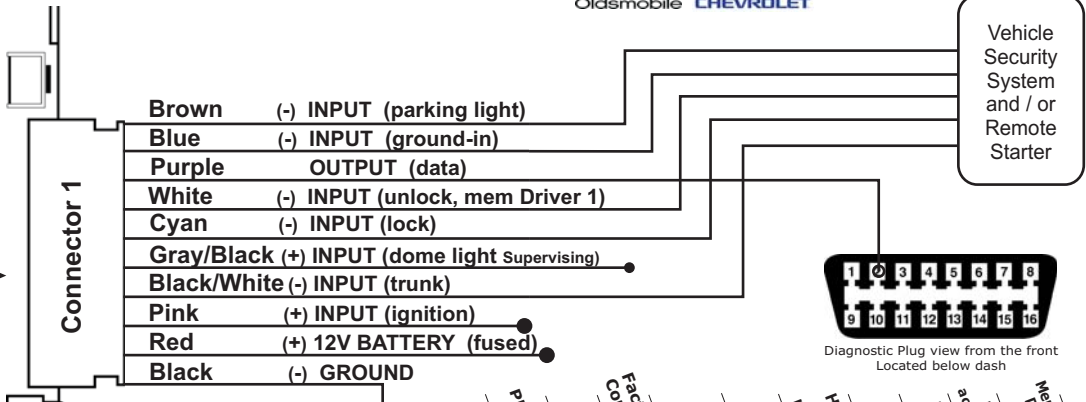 Oldsmobile CHEVROLET
Vehicle
Security
System
and / or
Remote
Starter
Connector 1
Brown (-) INPUT (parking light)
Blue (-) INPUT (ground-in)
Purple OUTPUT (data)
White (-) INPUT (unlock, mem Driver 1)
Cyan (-) INPUT (lock)
Gray/Black (+) INPUT (dome light Supervising)
Black/White (-) INPUT (trunk)
Pink (+) INPUT (ignition)
Red (+) 12V BATTERY (fused)
Black (-) GROUND
1 3 4 5 6 7 8
9 10 11 12 13 14 15 16
Diagnostic Plug view from the front
Located below dash